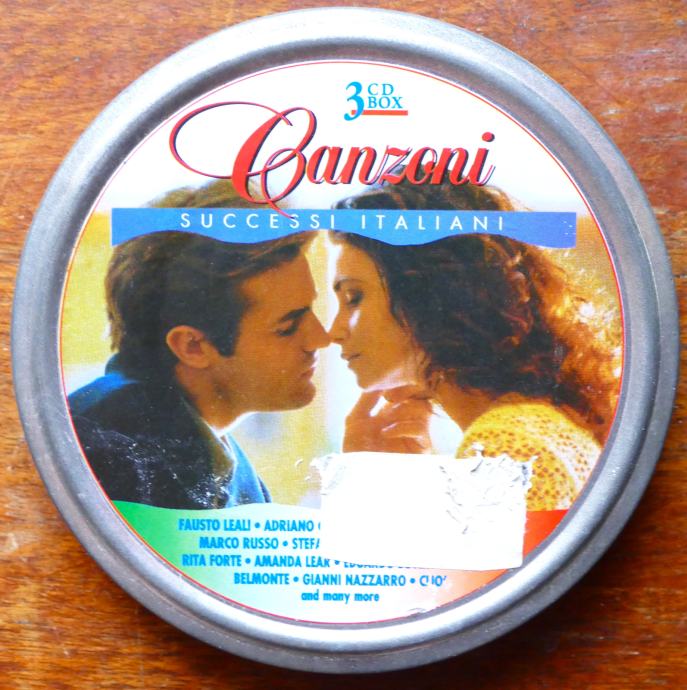 3 CD
BOX
Canzoni
SUCCESSI ITALIANI
FAUSTO LEALI • ADRIANO
MARCO RUSSO •
RITA FORTE • AMANDA LEAR • EDUARDO
BELMONTE • GIANNI NAZZARRO •
and many more